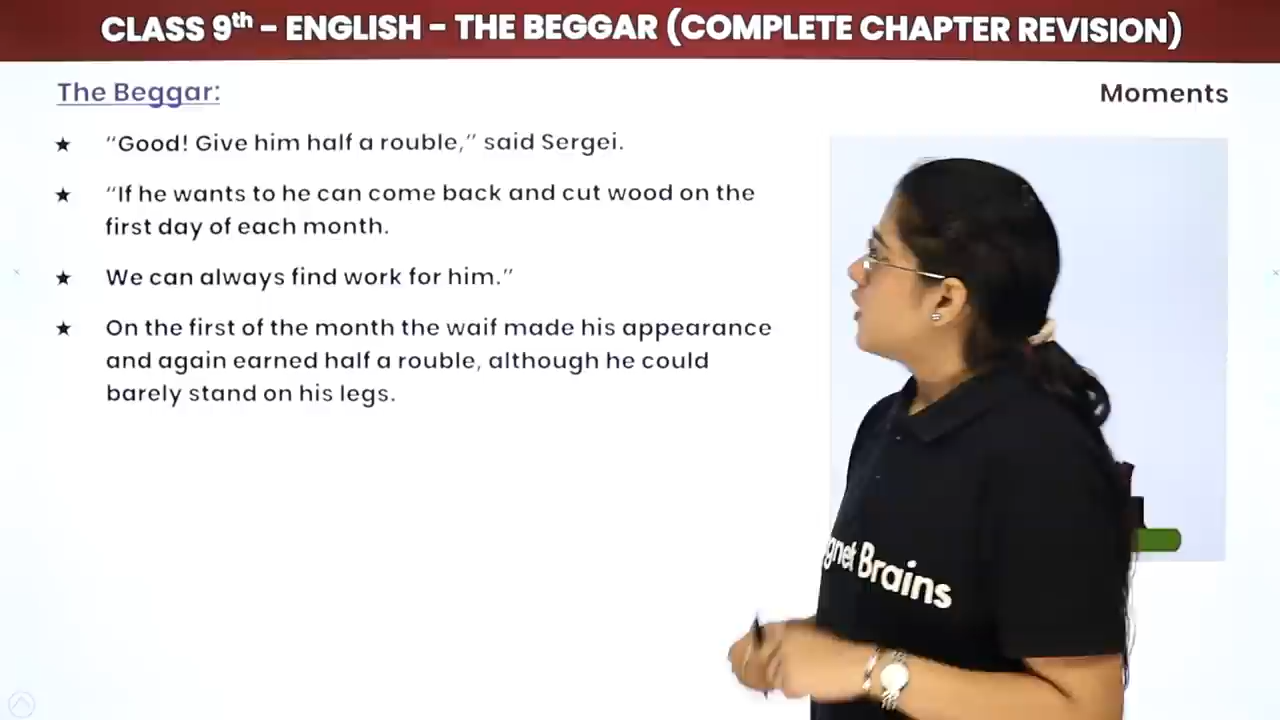 CLASS 9th – ENGLISH – THE BEGGAR (COMPLETE CHAPTER REVISION)
The Beggar:
Moments
★ “Good! Give him half a rouble,” said Sergei.
★ “If he wants to he can come back and cut wood on the
first day of each month.
★ We can always find work for him.”
★ On the first of the month the waif made his appearance
and again earned half a rouble, although he could
barely stand on his legs.
gnet Brains